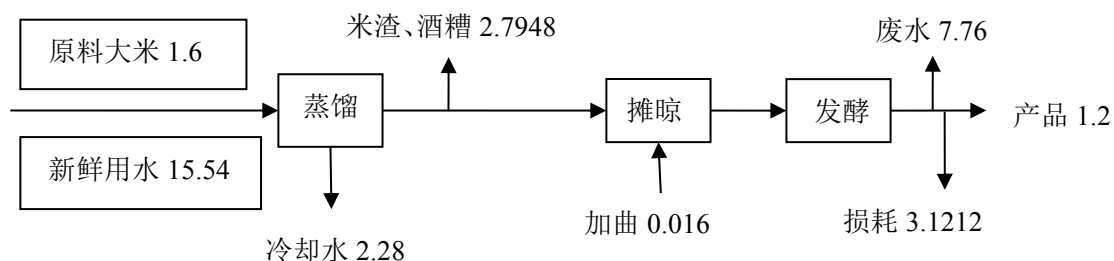 原料大米 1.6
米渣、酒糟 2.7948
废水 7.76
蒸馏
摊晾
发酵
产品 1.2
新鲜用水 15.54
冷却水 2.28
加曲 0.016
损耗 3.1212